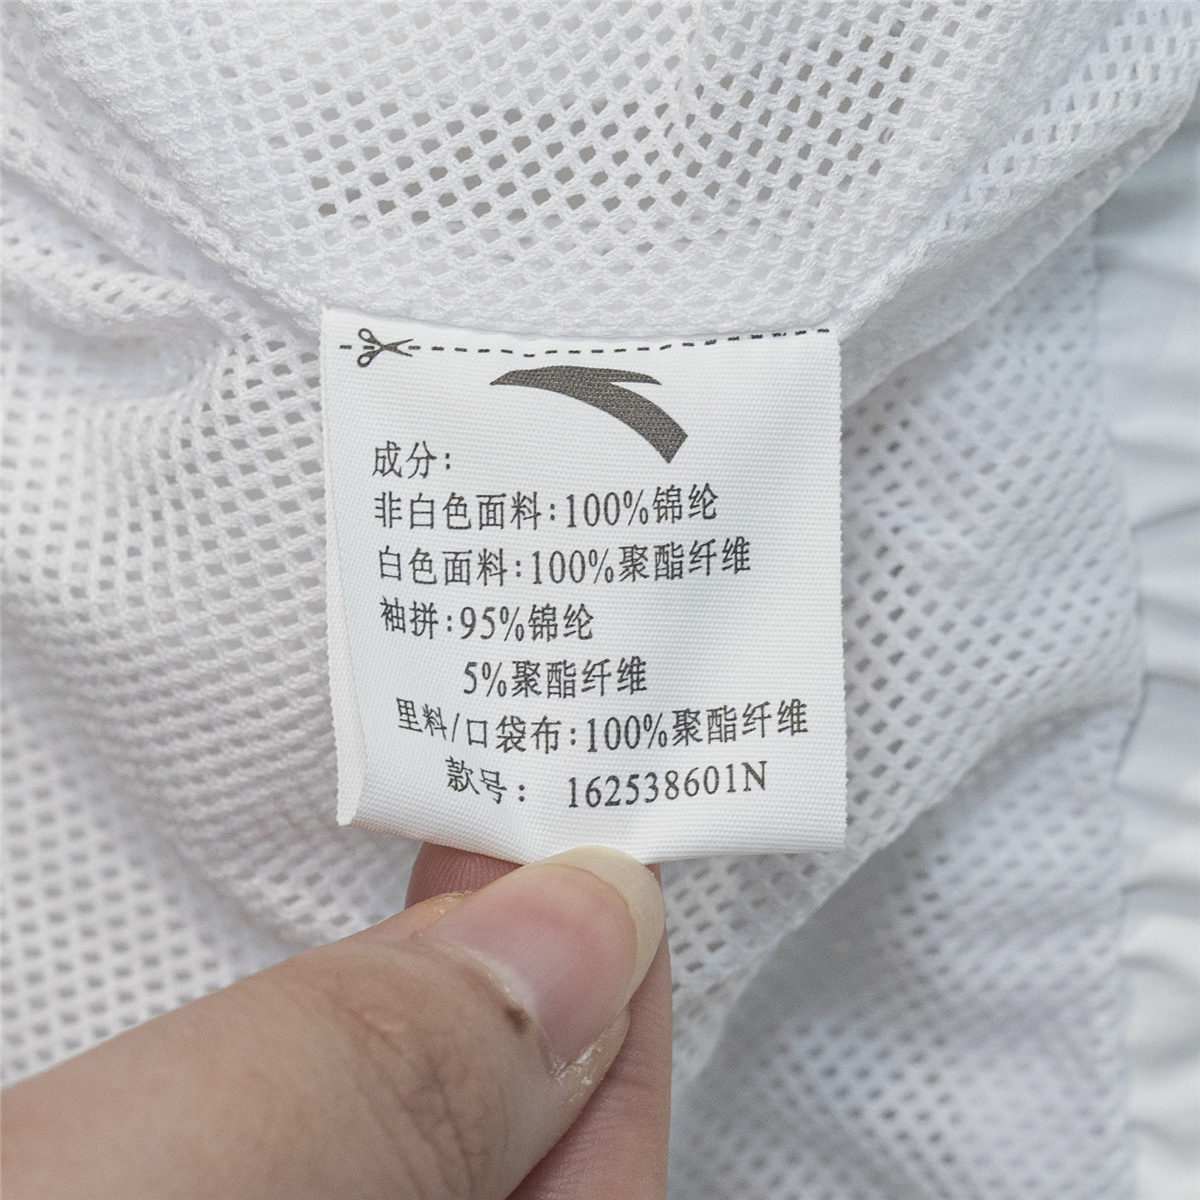 成分:
非白色面料:100%锦纶
白色面料:100%聚酯纤维
袖拼:95%锦纶
5%聚酯纤维
里料/口袋布:100%聚酯纤维
款号: 162538601N